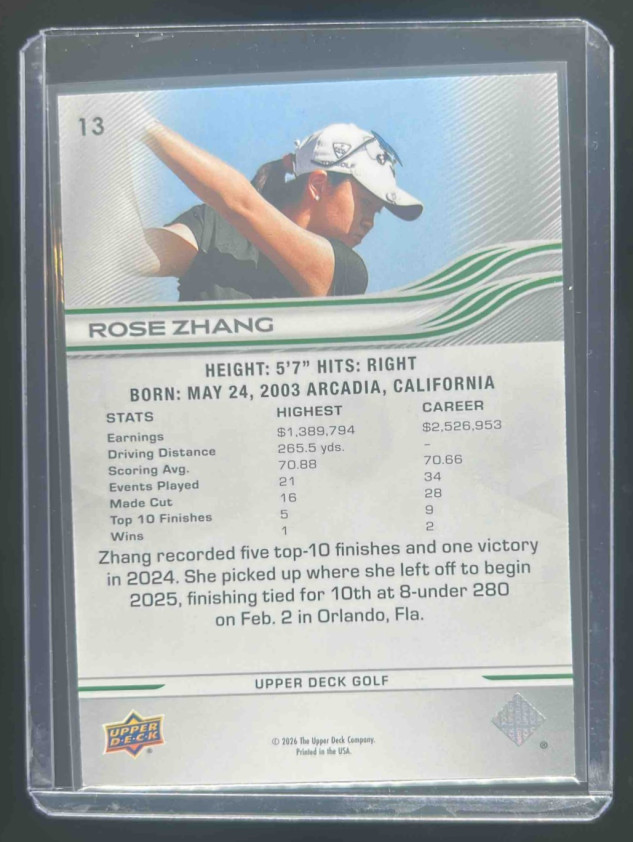 13
ROSE ZHANG
HEIGHT: 5'7" HITS: RIGHT
BORN: MAY 24, 2003 ARCADIA, CALIFORNIA
STATS HIGHEST CAREER
Earnings $1,389,794 $2,526,953
Driving Distance 265.5 yds. -
Scoring Avg. 70.88 70.66
Events Played 21 34
Made Cut 16 28
Top 10 Finishes 5 9
Wins 1 2
Zhang recorded five top-10 finishes and one victory
in 2024. She picked up where she left off to begin
2025, finishing tied for 10th at 8-under 280
on Feb. 2 in Orlando, Fla.
UPPER DECK GOLF
UPPER
D·E·C·K
®
© 2026 The Upper Deck Company.
Printed in the USA.
®